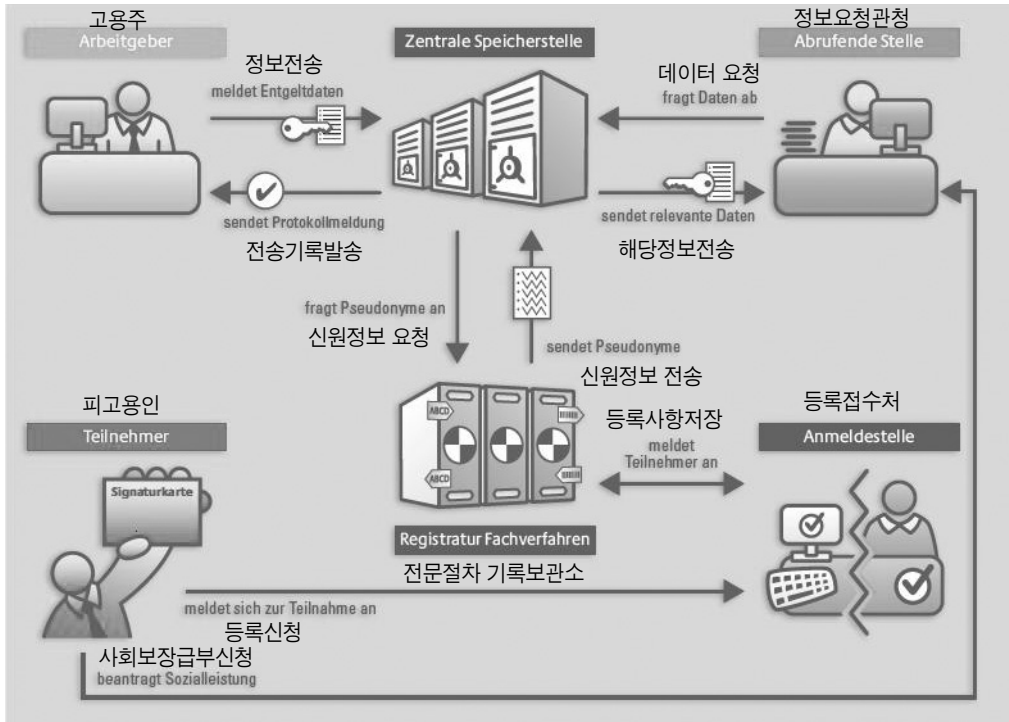 고용주
Arbeitgeber
Zentrale Speicherstelle
정보요청관청
Abrufende Stelle
정보전송
meldet Entgeltdaten
데이터 요청
fragt Daten ab
sendet Protokollmeldung
전송기록발송
sendet relevante Daten
해당정보전송
fragt Pseudonyme an
신원정보 요청
sendet Pseudonyme
신원정보 전송
피고용인
Teilnehmer
Signaturkarte
ABCD
ABCD
등록사항저장
meldet
Teilnehmer an
등록접수처
Anmeldestelle
Registratur Fachverfahren
전문절차 기록보관소
meldet sich zur Teilnahme an
등록신청
사회보장급부신청
beantragt Sozialleistung